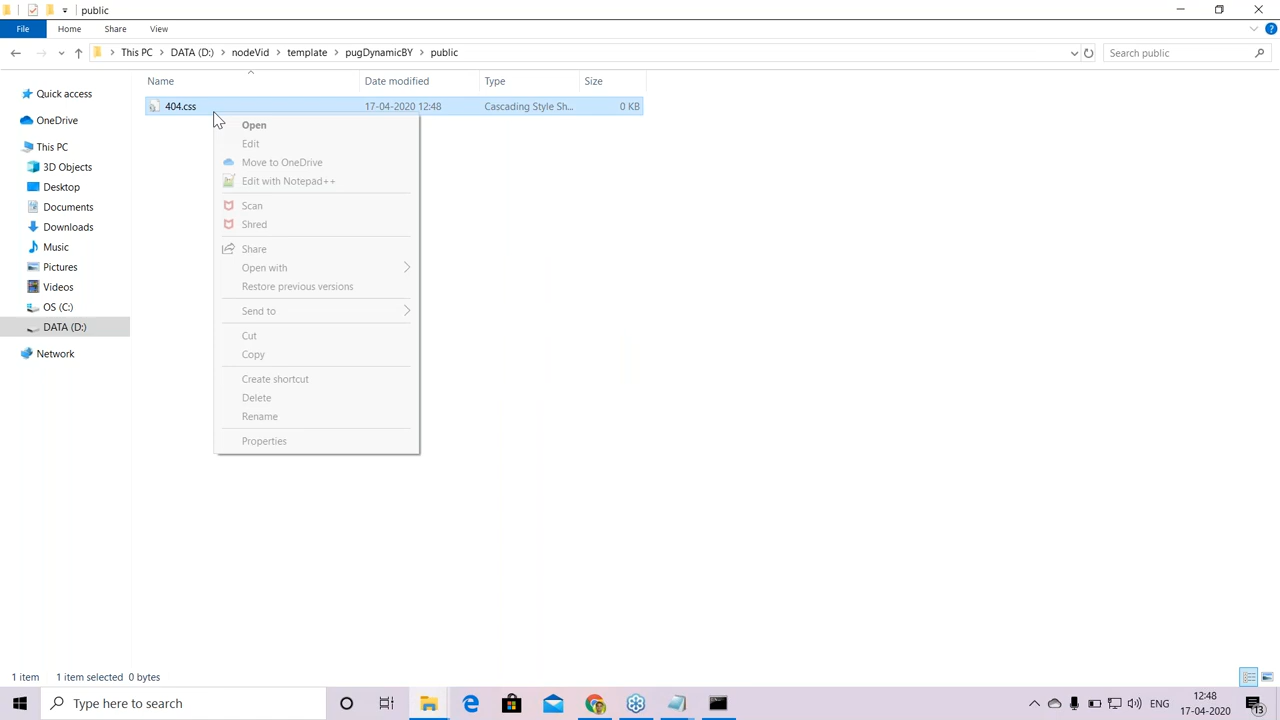 public
File
Home
Share
View
This PC
DATA (D:)
nodeVid
template
pugDynamicBY
public
Search public
Name
Date modified
Type
Size
404.css
17-04-2020 12:48
Cascading Style Sh...
0 KB
Quick access
OneDrive
This PC
3D Objects
Desktop
Documents
Downloads
Music
Pictures
Videos
OS (C:)
DATA (D:)
Network
Open
Edit
Move to OneDrive
Edit with Notepad++
Scan
Shred
Share
Open with
Restore previous versions
Send to
Cut
Copy
Create shortcut
Delete
Rename
Properties
1 item
1 item selected 0 bytes
Type here to search
ENG
12:48
17-04-2020
13